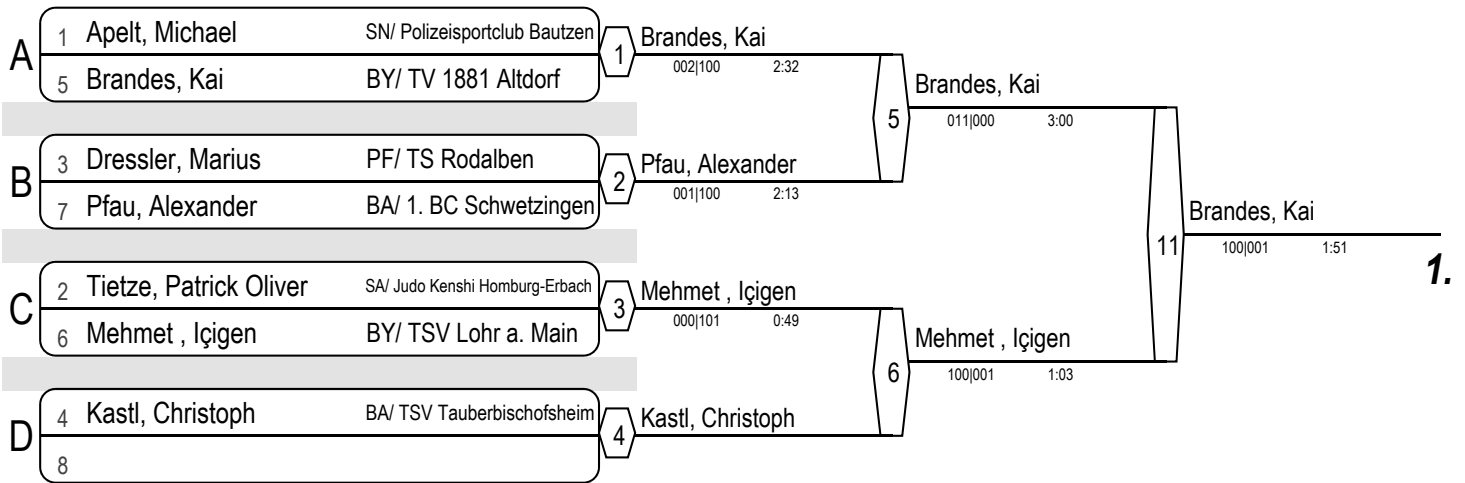 A
1 Apelt, Michael SN/ Polizeisportclub Bautzen
5 Brandes, Kai BY/ TV 1881 Altdorf
1
Brandes, Kai
002|100 2:32
B
3 Dressler, Marius PF/ TS Rodalben
7 Pfau, Alexander BA/ 1. BC Schwetzingen
2
Pfau, Alexander
001|100 2:13
5
Brandes, Kai
011|000 3:00
C
2 Tietze, Patrick Oliver SA/ Judo Kenshi Homburg-Erbach
6 Mehmet , Içigen BY/ TSV Lohr a. Main
3
Mehmet , Içigen
000|101 0:49
D
4 Kastl, Christoph BA/ TSV Tauberbischofsheim
8
4
Kastl, Christoph
6
Mehmet , Içigen
100|001 1:03
11
Brandes, Kai
100|001 1:51
1.